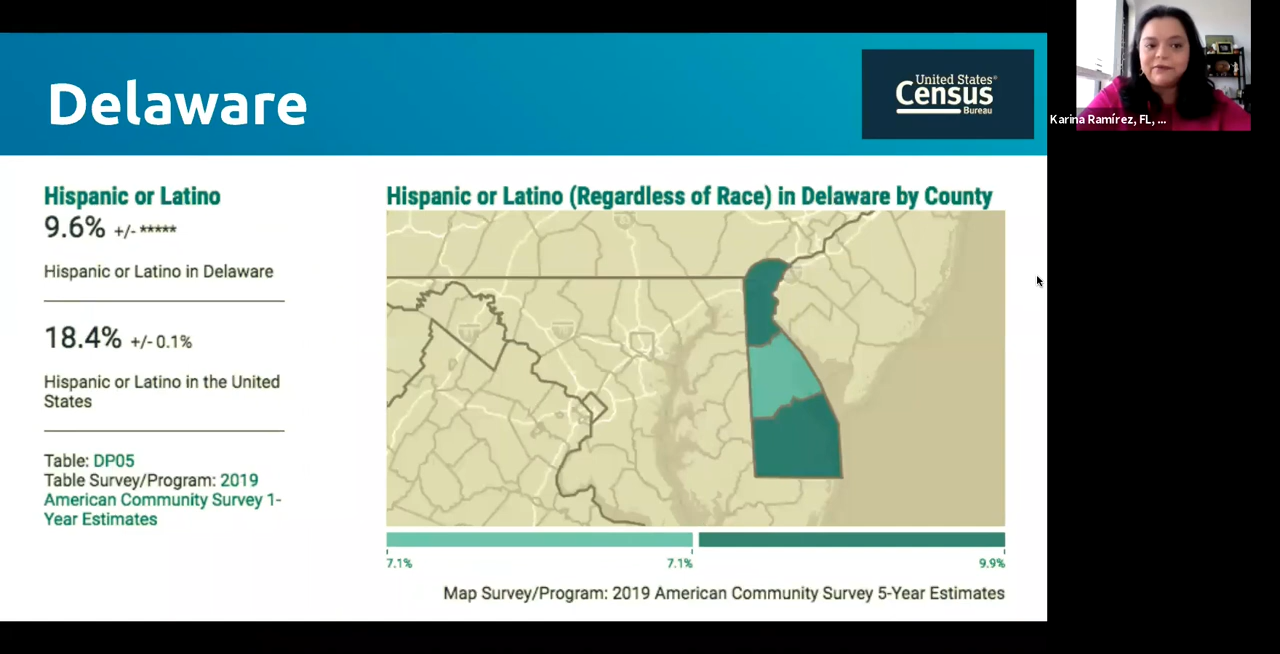 Delaware
United States®
Census
Bureau
Karina Ramírez, FL, ...
Hispanic or Latino
9.6% +/- *****
Hispanic or Latino in Delaware
18.4% +/- 0.1%
Hispanic or Latino in the United
States
Table: DP05
Table Survey/Program: 2019
American Community Survey 1-
Year Estimates
Hispanic or Latino (Regardless of Race) in Delaware by County
7.1%
7.1%
9.9%
Map Survey/Program: 2019 American Community Survey 5-Year Estimates